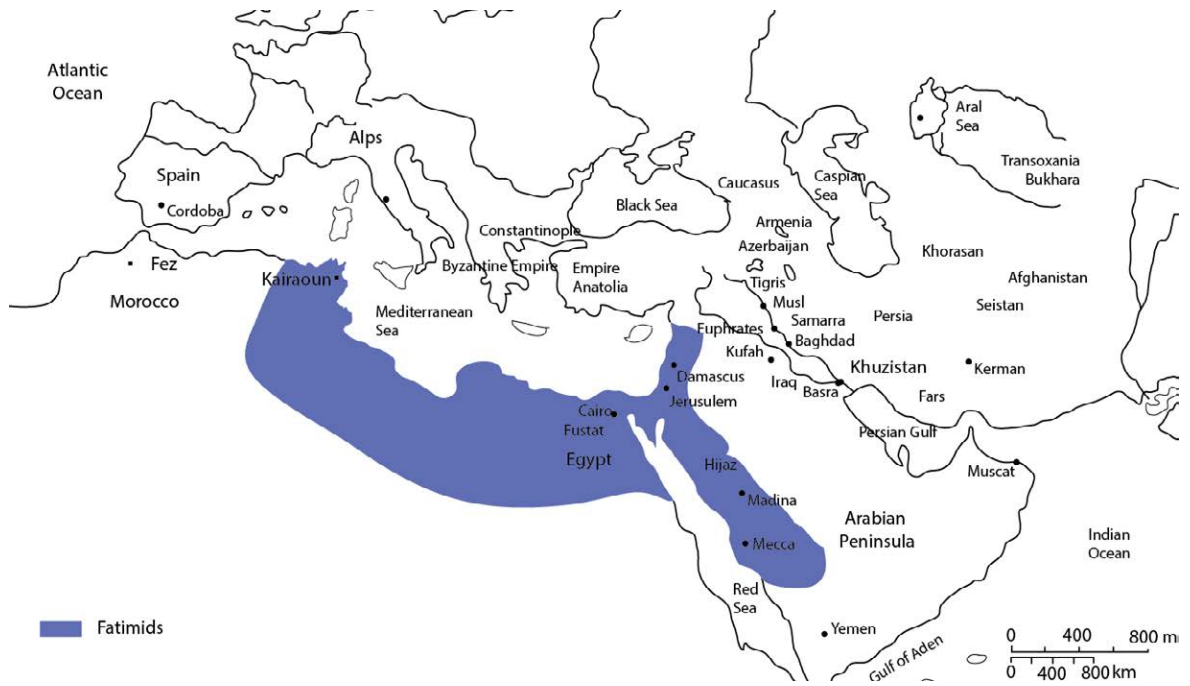 Atlantic
Ocean
Alps
Aral
Sea
Transoxania
Bukhara
Spain
Cordoba
Caucasus
Caspian
Sea
Black Sea
Armenia
Constantinople
Azerbaijan
Khorasan
Fez
Kairaoun
Byzantine Empire
Empire
Anatolia
Afghanistan
Morocco
Tigris
Musl
Seistan
Mediterranean
Sea
Samarra
Persia
Euphrates
Baghdad
Kufah
Khuzistan
Kerman
Damascus
Iraq
Basra
Fars
Jerusulem
Cairo
Fustat
Persian Gulf
Egypt
Hijaz
Muscat
Madina
Arabian
Peninsula
Mecca
Indian
Ocean
Red
Sea
Fatimids
Yemen
Gulf of Aden
0 400 800 mi
0 400 800 km